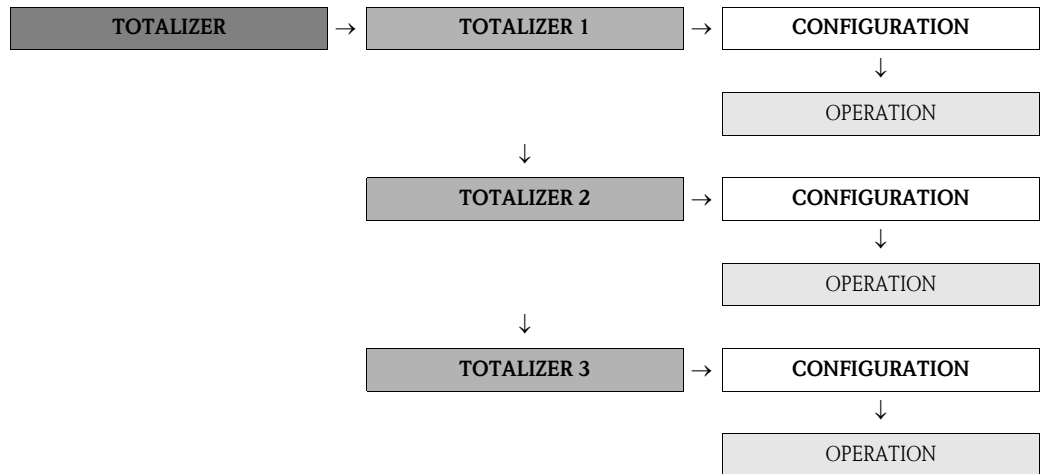 TOTALIZER → TOTALIZER 1 → CONFIGURATION
↓
OPERATION
↓
TOTALIZER 2 → CONFIGURATION
↓
OPERATION
↓
TOTALIZER 3 → CONFIGURATION
↓
OPERATION